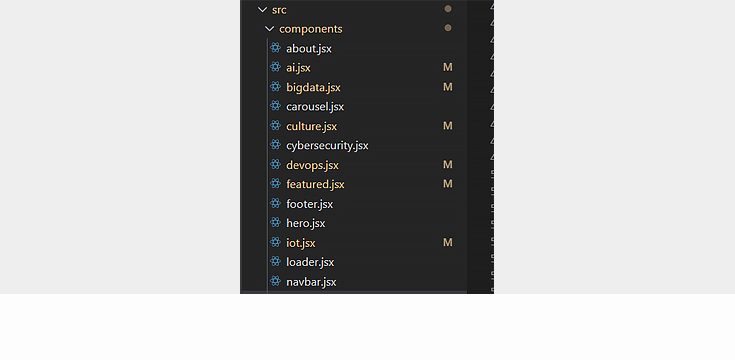 src
components
about.jsx
ai.jsx M
bigdata.jsx M
carousel.jsx
culture.jsx M
cybersecurity.jsx
devops.jsx M
featured.jsx M
footer.jsx
hero.jsx
iot.jsx M
loader.jsx
navbar.jsx